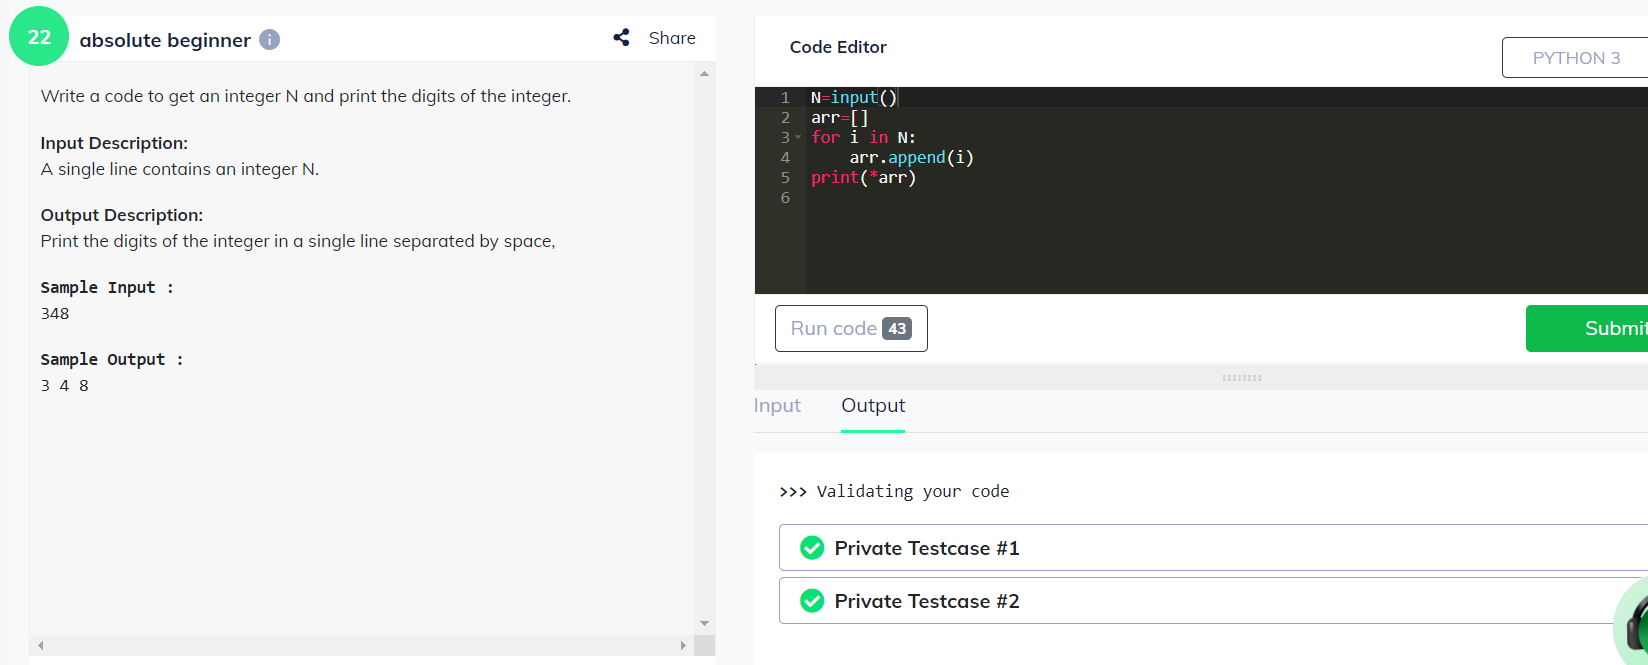 22
absolute beginner
Share
Write a code to get an integer N and print the digits of the integer.
Input Description:
A single line contains an integer N.
Output Description:
Print the digits of the integer in a single line separated by space,
Sample Input :
348
Sample Output :
3 4 8
Code Editor
PYTHON 3
1 N=input()
2 arr=[]
3 for i in N:
4     arr.append(i)
5 print(*arr)
6
Run code 43
Submit
Input Output
>>> Validating your code
Private Testcase #1
Private Testcase #2